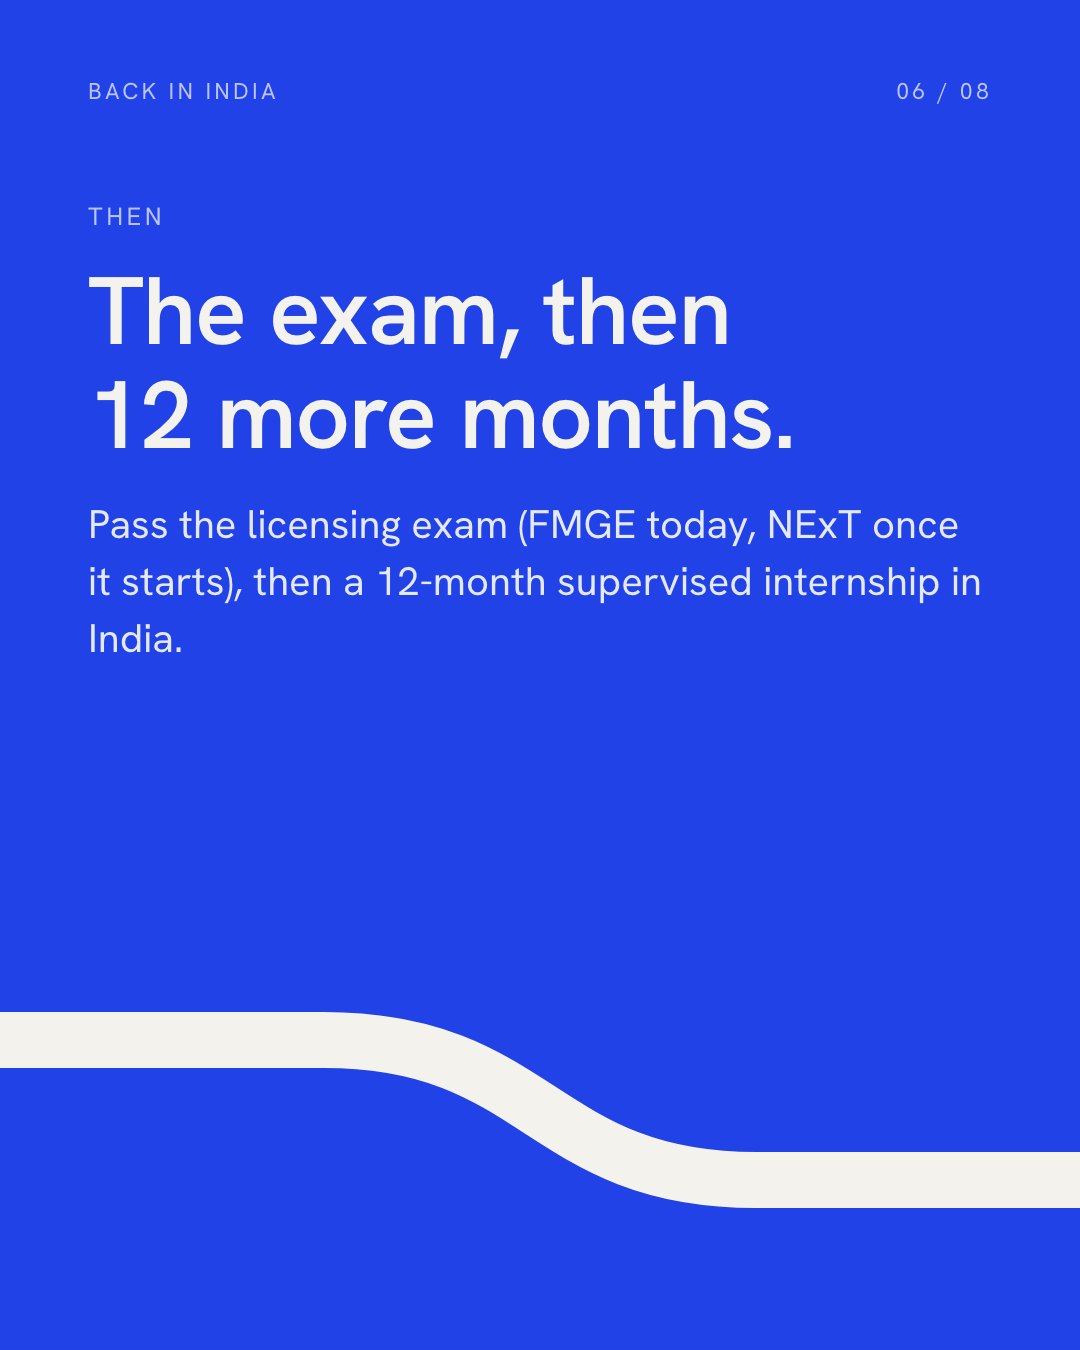 BACK IN INDIA
06 / 08
THEN
The exam, then
12 more months.
Pass the licensing exam (FMGE today, NExT once
it starts), then a 12-month supervised internship in
India.